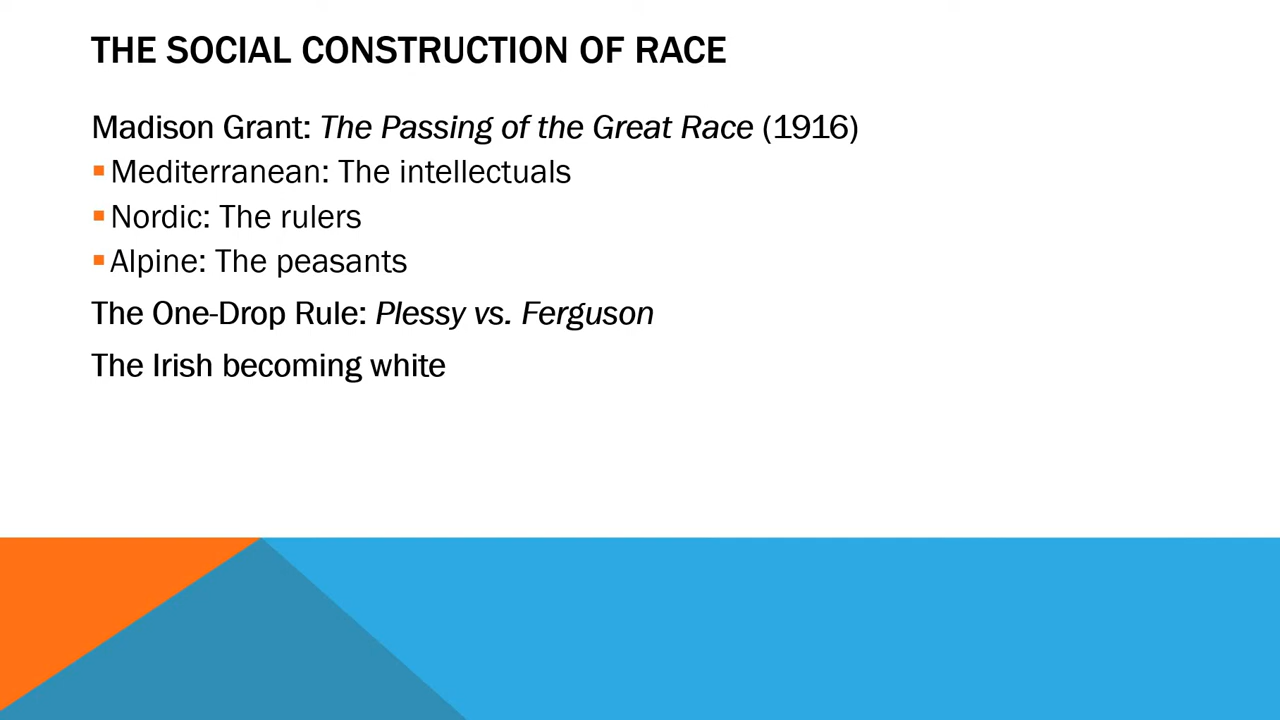 THE SOCIAL CONSTRUCTION OF RACE
Madison Grant: The Passing of the Great Race (1916)
▪ Mediterranean: The intellectuals
▪ Nordic: The rulers
▪ Alpine: The peasants
The One-Drop Rule: Plessy vs. Ferguson
The Irish becoming white